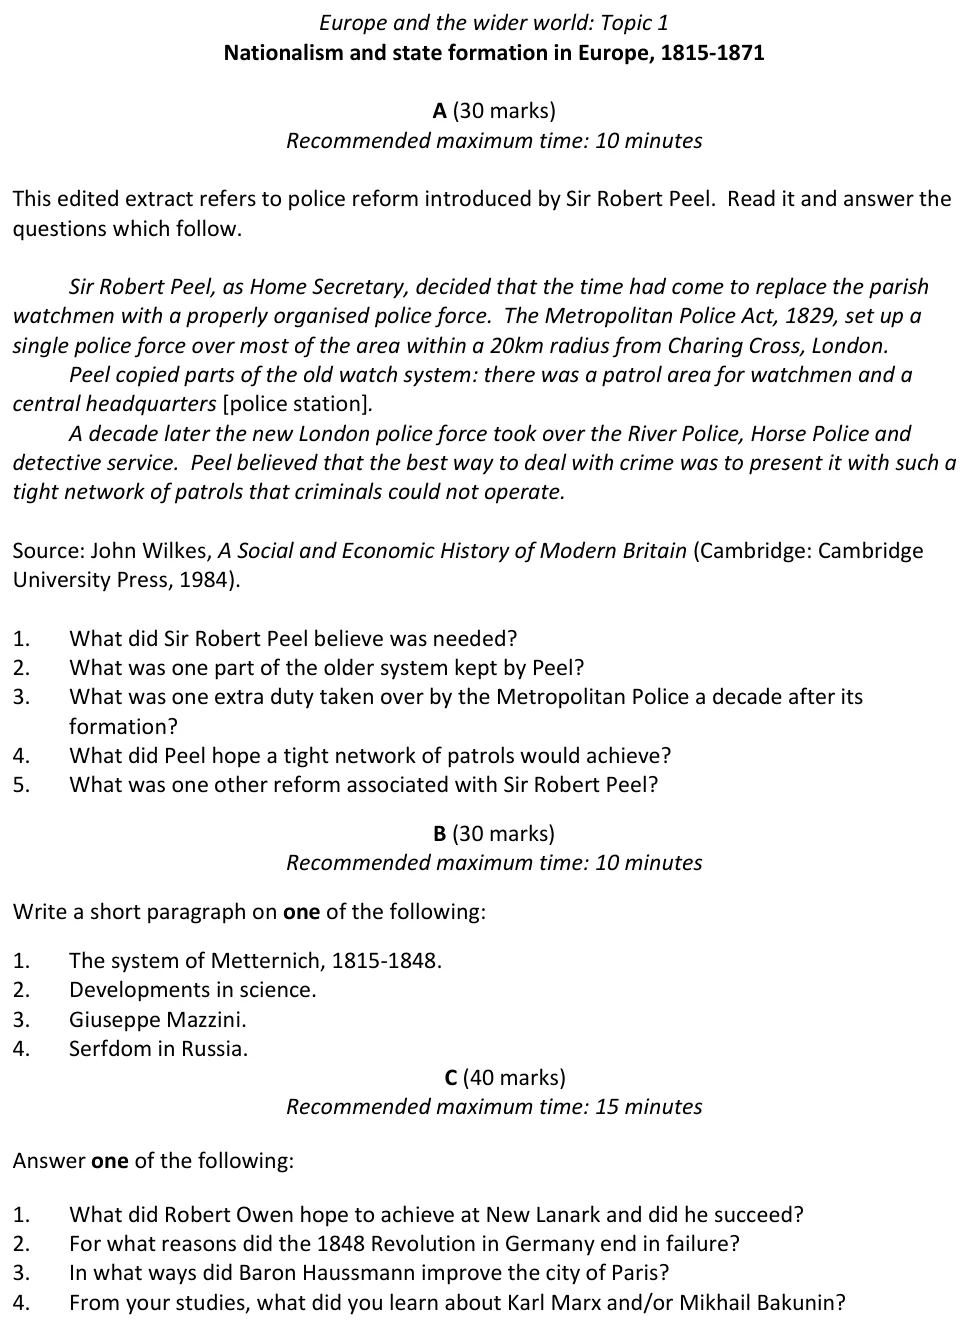 Europe and the wider world: Topic 1
Nationalism and state formation in Europe, 1815-1871
A (30 marks)
Recommended maximum time: 10 minutes
This edited extract refers to police reform introduced by Sir Robert Peel.  Read it and answer the
questions which follow.
Sir Robert Peel, as Home Secretary, decided that the time had come to replace the parish
watchmen with a properly organised police force.  The Metropolitan Police Act, 1829, set up a
single police force over most of the area within a 20km radius from Charing Cross, London.
Peel copied parts of the old watch system: there was a patrol area for watchmen and a
central headquarters [police station].
A decade later the new London police force took over the River Police, Horse Police and
detective service.  Peel believed that the best way to deal with crime was to present it with such a
tight network of patrols that criminals could not operate.
Source: John Wilkes, A Social and Economic History of Modern Britain (Cambridge: Cambridge
University Press, 1984).
1. What did Sir Robert Peel believe was needed?
2. What was one part of the older system kept by Peel?
3. What was one extra duty taken over by the Metropolitan Police a decade after its
formation?
4. What did Peel hope a tight network of patrols would achieve?
5. What was one other reform associated with Sir Robert Peel?
B (30 marks)
Recommended maximum time: 10 minutes
Write a short paragraph on one of the following:
1. The system of Metternich, 1815-1848.
2. Developments in science.
3. Giuseppe Mazzini.
4. Serfdom in Russia.
C (40 marks)
Recommended maximum time: 15 minutes
Answer one of the following:
1. What did Robert Owen hope to achieve at New Lanark and did he succeed?
2. For what reasons did the 1848 Revolution in Germany end in failure?
3. In what ways did Baron Haussmann improve the city of Paris?
4. From your studies, what did you learn about Karl Marx and/or Mikhail Bakunin?